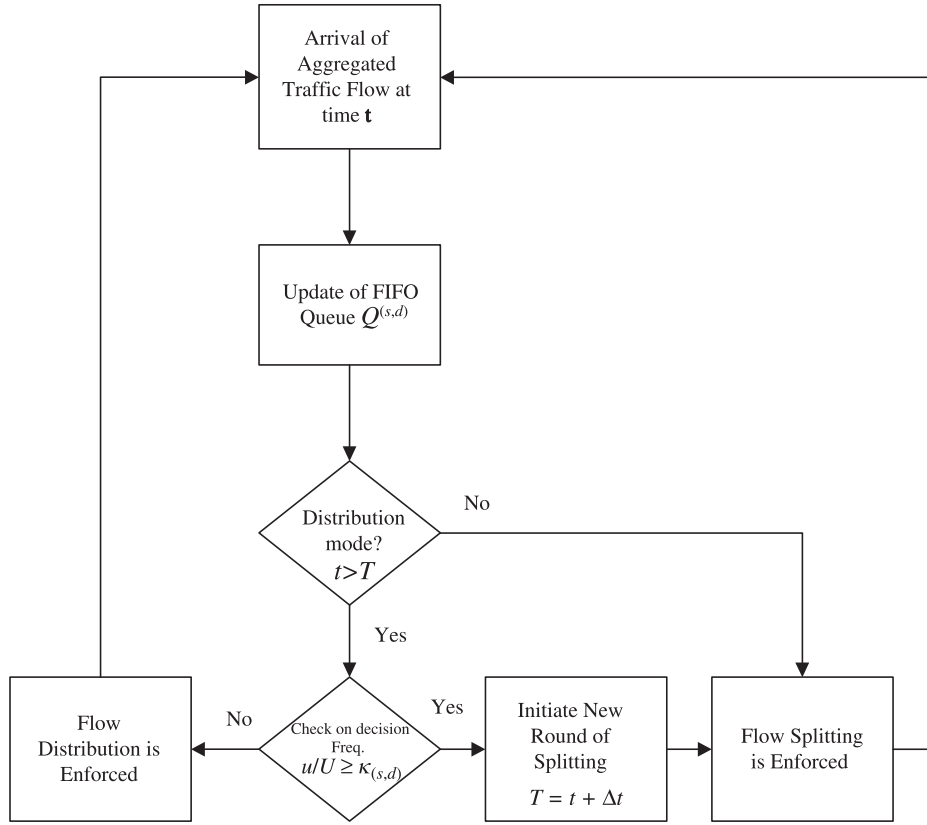 Arrival of
Aggregated
Traffic Flow at
time t
Update of FIFO
Queue Q^(s,d)
No
Distribution
mode?
t>T
Yes
Flow
Distribution is
Enforced
No
Check on decision
Freq.
u/U ≥ κ_(s,d)
Yes
Initiate New
Round of
Splitting
T = t + Δt
Flow Splitting
is Enforced